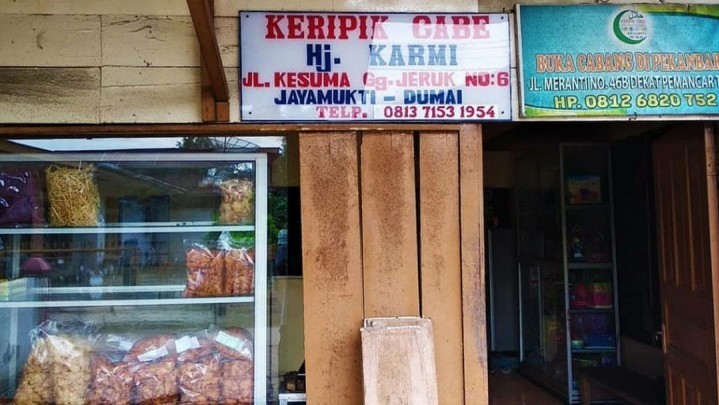 KERIPIK CABE
Hj. KARMI
JL. KESUMA Gg. JERUK NO:6
JAYAMUKTI - DUMAI
TELP. 0813 7153 1954
BUKA CABANG DI PEKANBAR
JL. MERANTI NO. 46B DEKAT PEMANCAR T
HP. 0812 6820 752